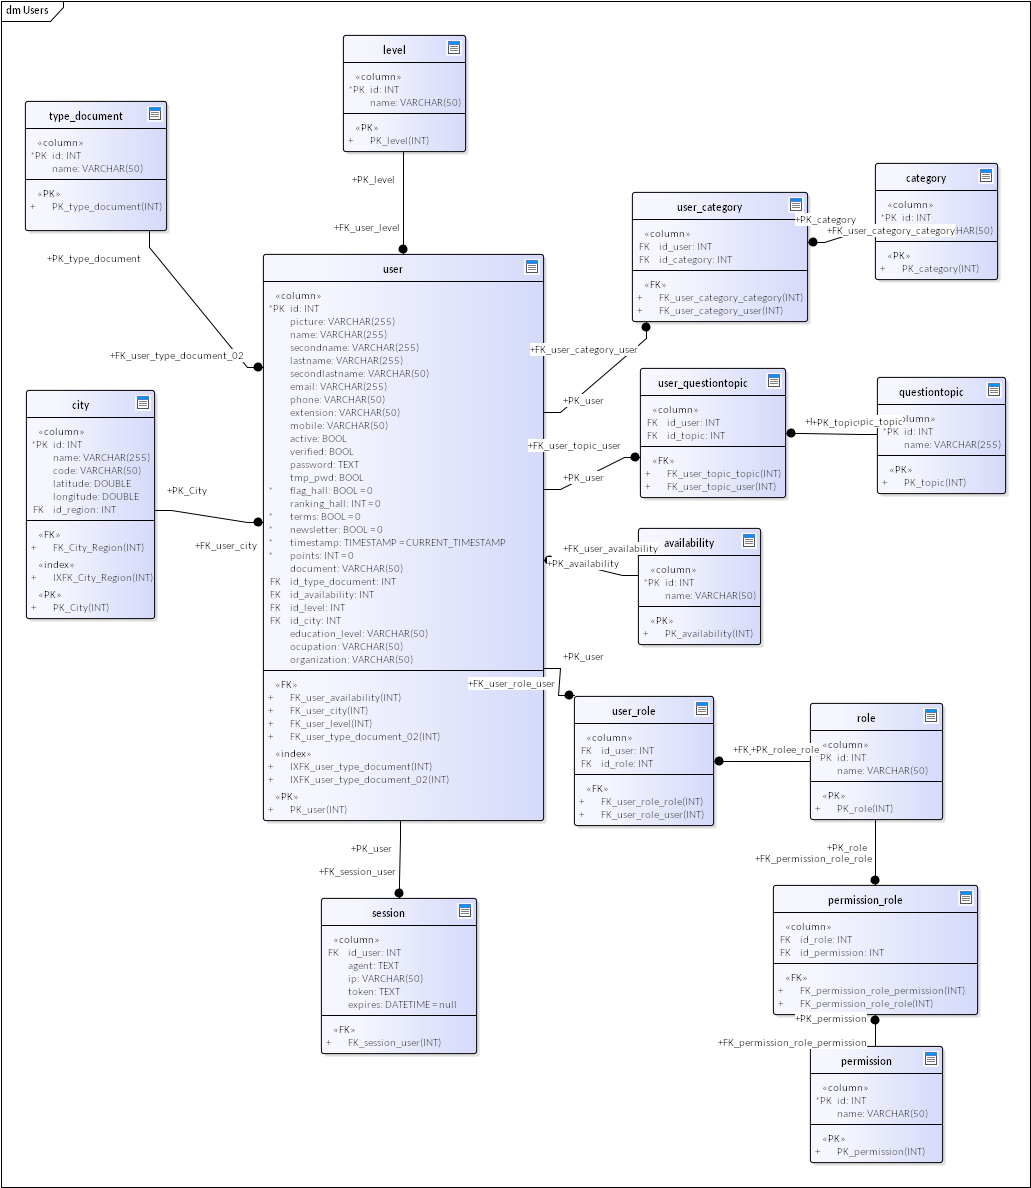 dm Users
level
«column»
*PK id: INT
name: VARCHAR(50)
«PK»
+ PK_level(INT)
type_document
«column»
*PK id: INT
name: VARCHAR(50)
«PK»
+ PK_type_document(INT)
category
«column»
*PK id: INT
HAR(50)
«PK»
+ PK_category(INT)
user_category
«column»
FK id_user: INT
FK id_category: INT
«FK»
+ FK_user_category_category(INT)
+ FK_user_category_user(INT)
+PK_category
+FK_user_category_category
+PK_level
+FK_user_level
+PK_type_document
+FK_user_type_document_02
user
«column»
*PK id: INT
picture: VARCHAR(255)
name: VARCHAR(255)
secondname: VARCHAR(255)
lastname: VARCHAR(255)
secondlastname: VARCHAR(50)
email: VARCHAR(255)
phone: VARCHAR(50)
extension: VARCHAR(50)
mobile: VARCHAR(50)
active: BOOL
verified: BOOL
password: TEXT
tmp_pwd: BOOL
* flag_hall: BOOL = 0
ranking_hall: INT = 0
* terms: BOOL = 0
* newsletter: BOOL = 0
* timestamp: TIMESTAMP = CURRENT_TIMESTAMP
* points: INT = 0
document: VARCHAR(50)
FK id_type_document: INT
FK id_availability: INT
FK id_level: INT
FK id_city: INT
education_level: VARCHAR(50)
ocupation: VARCHAR(50)
organization: VARCHAR(50)
«FK»
+ FK_user_availability(INT)
+ FK_user_city(INT)
+ FK_user_level(INT)
+ FK_user_type_document_02(INT)
«index»
+ IXFK_user_type_document(INT)
+ IXFK_user_type_document_02(INT)
«PK»
+ PK_user(INT)
+FK_user_category_user
+PK_user
city
«column»
*PK id: INT
name: VARCHAR(255)
code: VARCHAR(50)
latitude: DOUBLE
longitude: DOUBLE
FK id_region: INT
«FK»
+ FK_City_Region(INT)
«index»
+ IXFK_City_Region(INT)
«PK»
+ PK_City(INT)
+PK_City
+FK_user_city
user_questiontopic
«column»
FK id_user: INT
FK id_topic: INT
«FK»
+ FK_user_topic_topic(INT)
+ FK_user_topic_user(INT)
+FK_user_topic_user
+PK_user
questiontopic
olumn»
*PK id: INT
name: VARCHAR(255)
«PK»
+ PK_topic(INT)
+PK_topic
availability
«column»
*PK id: INT
name: VARCHAR(50)
«PK»
+ PK_availability(INT)
+FK_user_availability
+PK_availability
+PK_user
+FK_user_role_user
user_role
«column»
FK id_user: INT
FK id_role: INT
«FK»
+ FK_user_role_role(INT)
+ FK_user_role_user(INT)
role
«column»
*PK id: INT
name: VARCHAR(50)
«PK»
+ PK_role(INT)
+PK_role
+FK_permission_role_role
+PK_user
+FK_session_user
session
«column»
FK id_user: INT
agent: TEXT
ip: VARCHAR(50)
token: TEXT
expires: DATETIME = null
«FK»
+ FK_session_user(INT)
permission_role
«column»
FK id_role: INT
FK id_permission: INT
«FK»
+ FK_permission_role_permission(INT)
+ FK_permission_role_role(INT)
+PK_permission
+FK_permission_role_permission
permission
«column»
*PK id: INT
name: VARCHAR(50)
«PK»
+ PK_permission(INT)